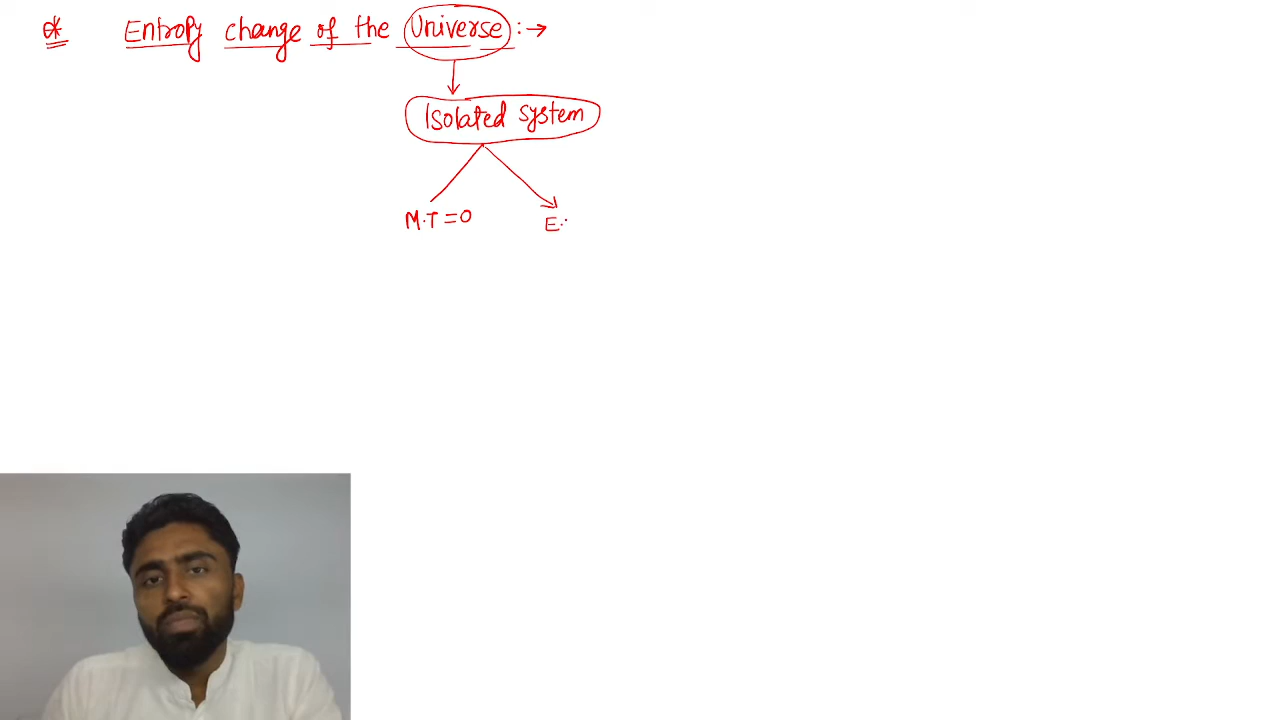 * Entropy change of the Universe :→
Isolated system
M.T = 0 E.